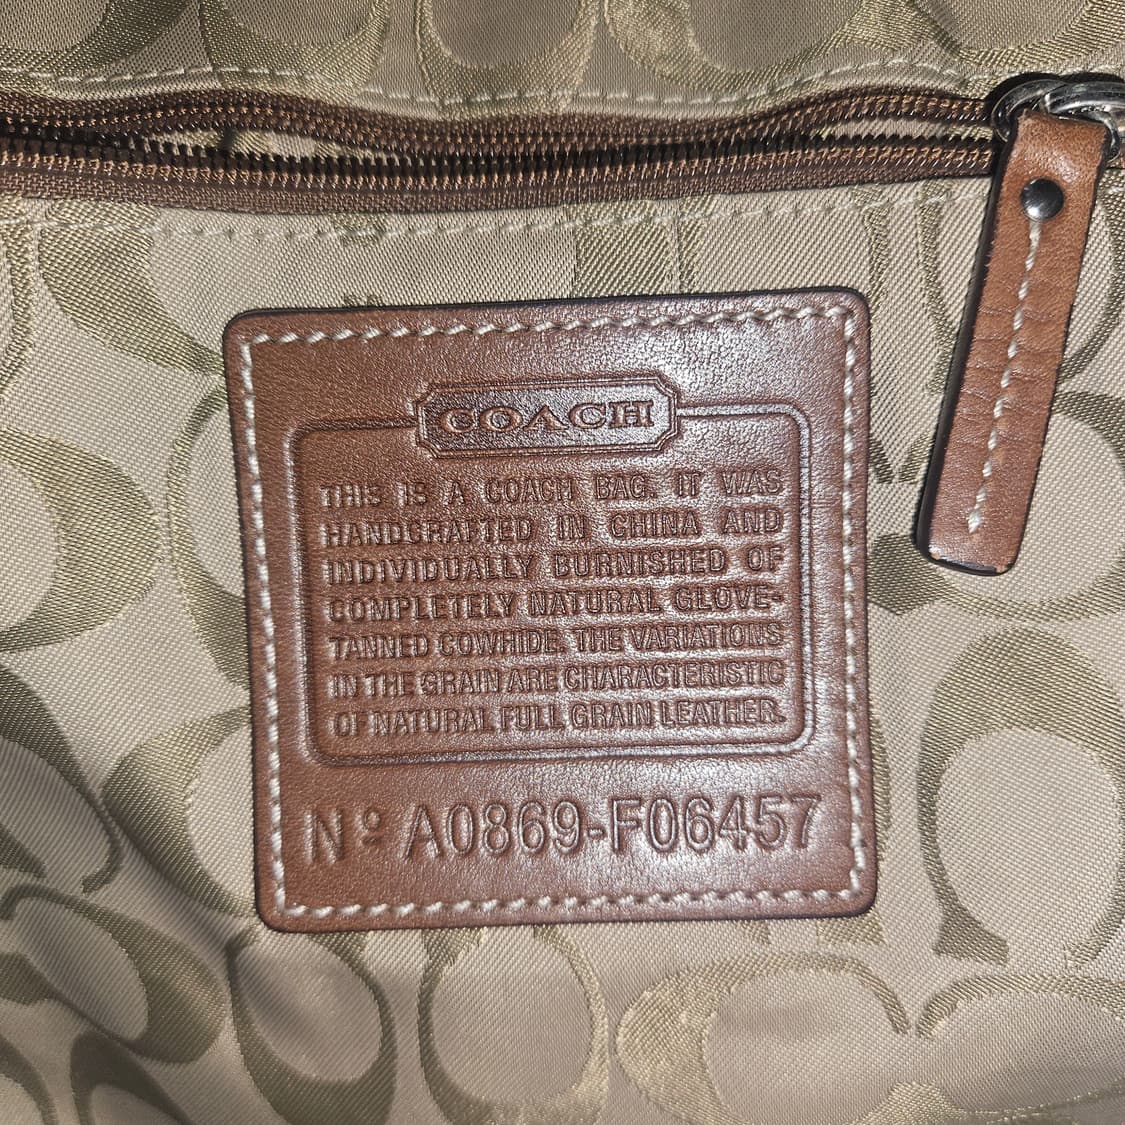 COACH
THIS IS A COACH BAG. IT WAS
HANDCRAFTED IN CHINA AND
INDIVIDUALLY BURNISHED OF
COMPLETELY NATURAL GLOVE-
TANNED COWHIDE. THE VARIATIONS
IN THE GRAIN ARE CHARACTERISTIC
OF NATURAL FULL GRAIN LEATHER.
Nº A0869-F06457